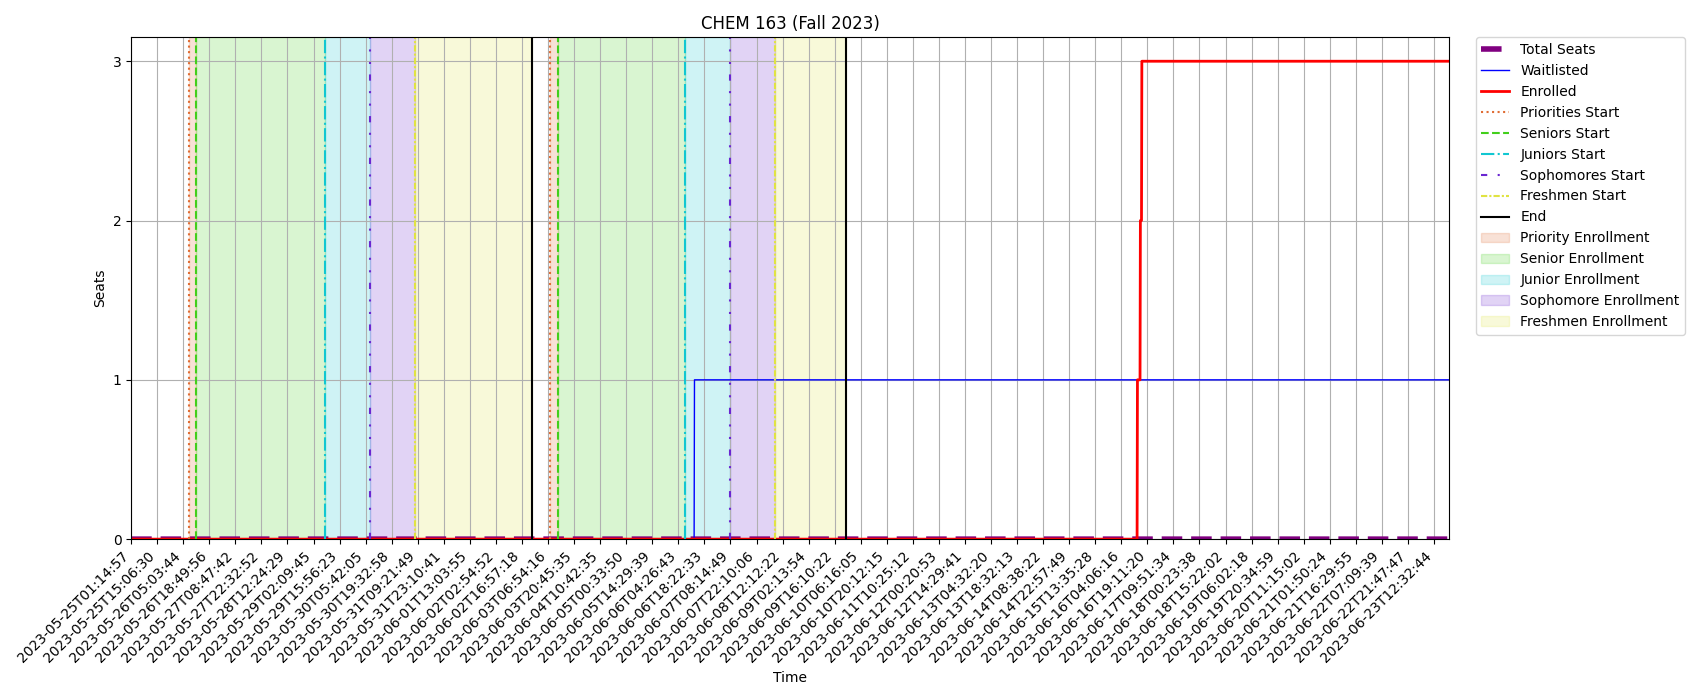 CHEM 163 (Fall 2023)
Seats
3
2
1
0
2023-05-25T01:14:57
2023-05-25T15:06:30
2023-05-26T05:03:44
2023-05-26T18:49:56
2023-05-27T08:47:42
2023-05-27T22:32:52
2023-05-28T12:24:29
2023-05-29T02:09:45
2023-05-29T15:56:23
2023-05-30T05:42:05
2023-05-30T19:32:58
2023-05-31T09:21:49
2023-05-31T23:10:41
2023-06-01T13:03:55
2023-06-02T02:54:52
2023-06-02T16:57:18
2023-06-03T06:54:16
2023-06-03T20:45:35
2023-06-04T10:42:35
2023-06-05T00:33:50
2023-06-05T14:29:39
2023-06-06T04:26:43
2023-06-06T18:22:33
2023-06-07T08:14:49
2023-06-07T22:10:06
2023-06-08T12:12:22
2023-06-09T02:13:54
2023-06-09T16:10:22
2023-06-10T06:16:05
2023-06-10T20:12:15
2023-06-11T10:25:12
2023-06-12T00:20:53
2023-06-12T14:29:41
2023-06-13T04:32:20
2023-06-13T18:32:13
2023-06-14T08:38:22
2023-06-14T22:57:49
2023-06-15T13:35:28
2023-06-16T04:06:16
2023-06-16T19:11:20
2023-06-17T09:51:34
2023-06-18T00:23:38
2023-06-18T15:22:02
2023-06-19T06:02:18
2023-06-19T20:34:59
2023-06-20T11:15:02
2023-06-21T01:50:24
2023-06-21T16:29:55
2023-06-22T07:09:39
2023-06-22T21:47:47
2023-06-23T12:32:44
Time
Total Seats
Waitlisted
Enrolled
Priorities Start
Seniors Start
Juniors Start
Sophomores Start
Freshmen Start
End
Priority Enrollment
Senior Enrollment
Junior Enrollment
Sophomore Enrollment
Freshmen Enrollment